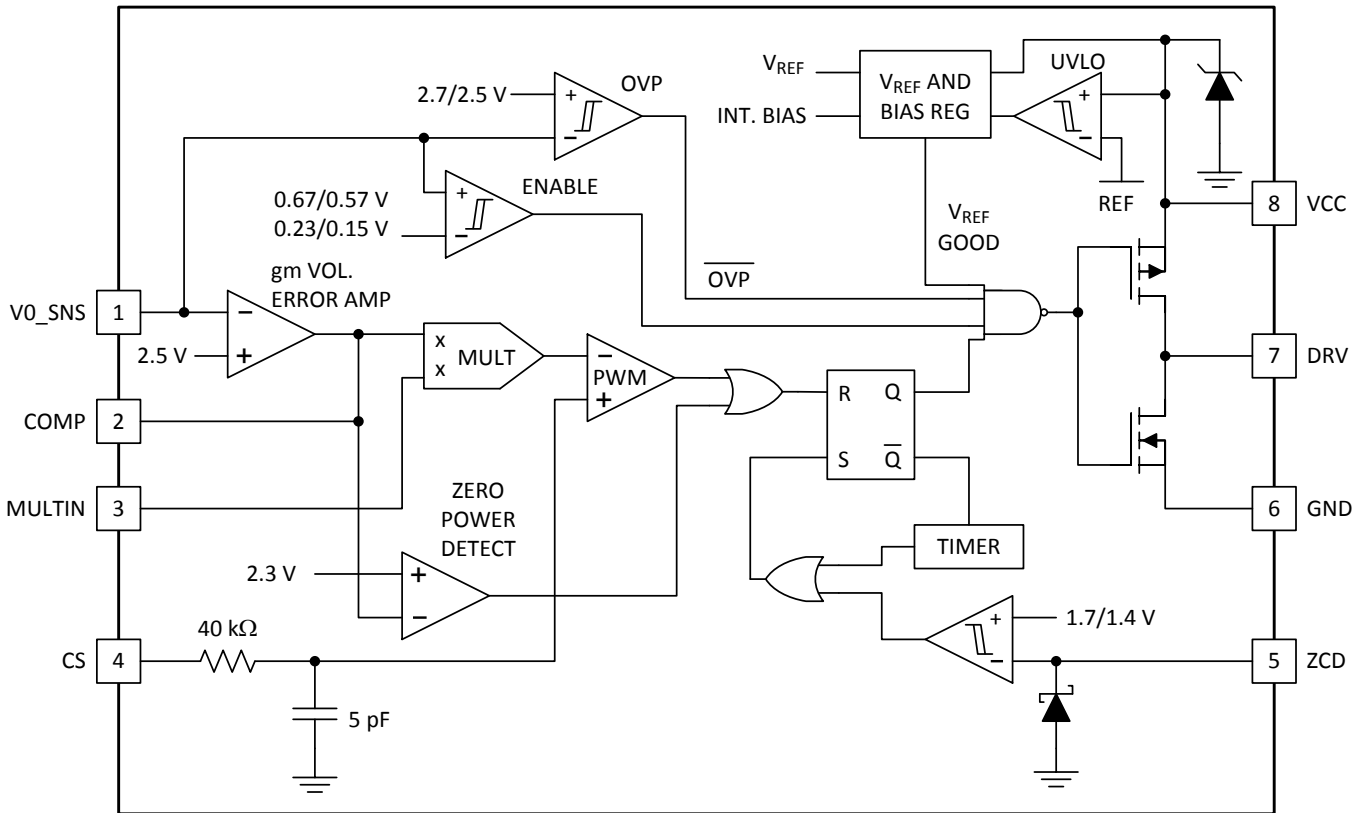 VREF
INT. BIAS
VREF AND
BIAS REG
UVLO
+
−
REF
2.7/2.5 V
+
−
OVP
0.67/0.57 V
0.23/0.15 V
+
−
ENABLE
VREF
GOOD
OVP
8
VCC
gm VOL.
ERROR AMP
V0_SNS
1
−
+
2.5 V
x
x
MULT
−
+
PWM
R
Q
S
Q
7
DRV
COMP
2
MULTIN
3
ZERO
POWER
DETECT
2.3 V
+
−
TIMER
6
GND
CS
4
40 kΩ
5 pF
+
−
1.7/1.4 V
5
ZCD